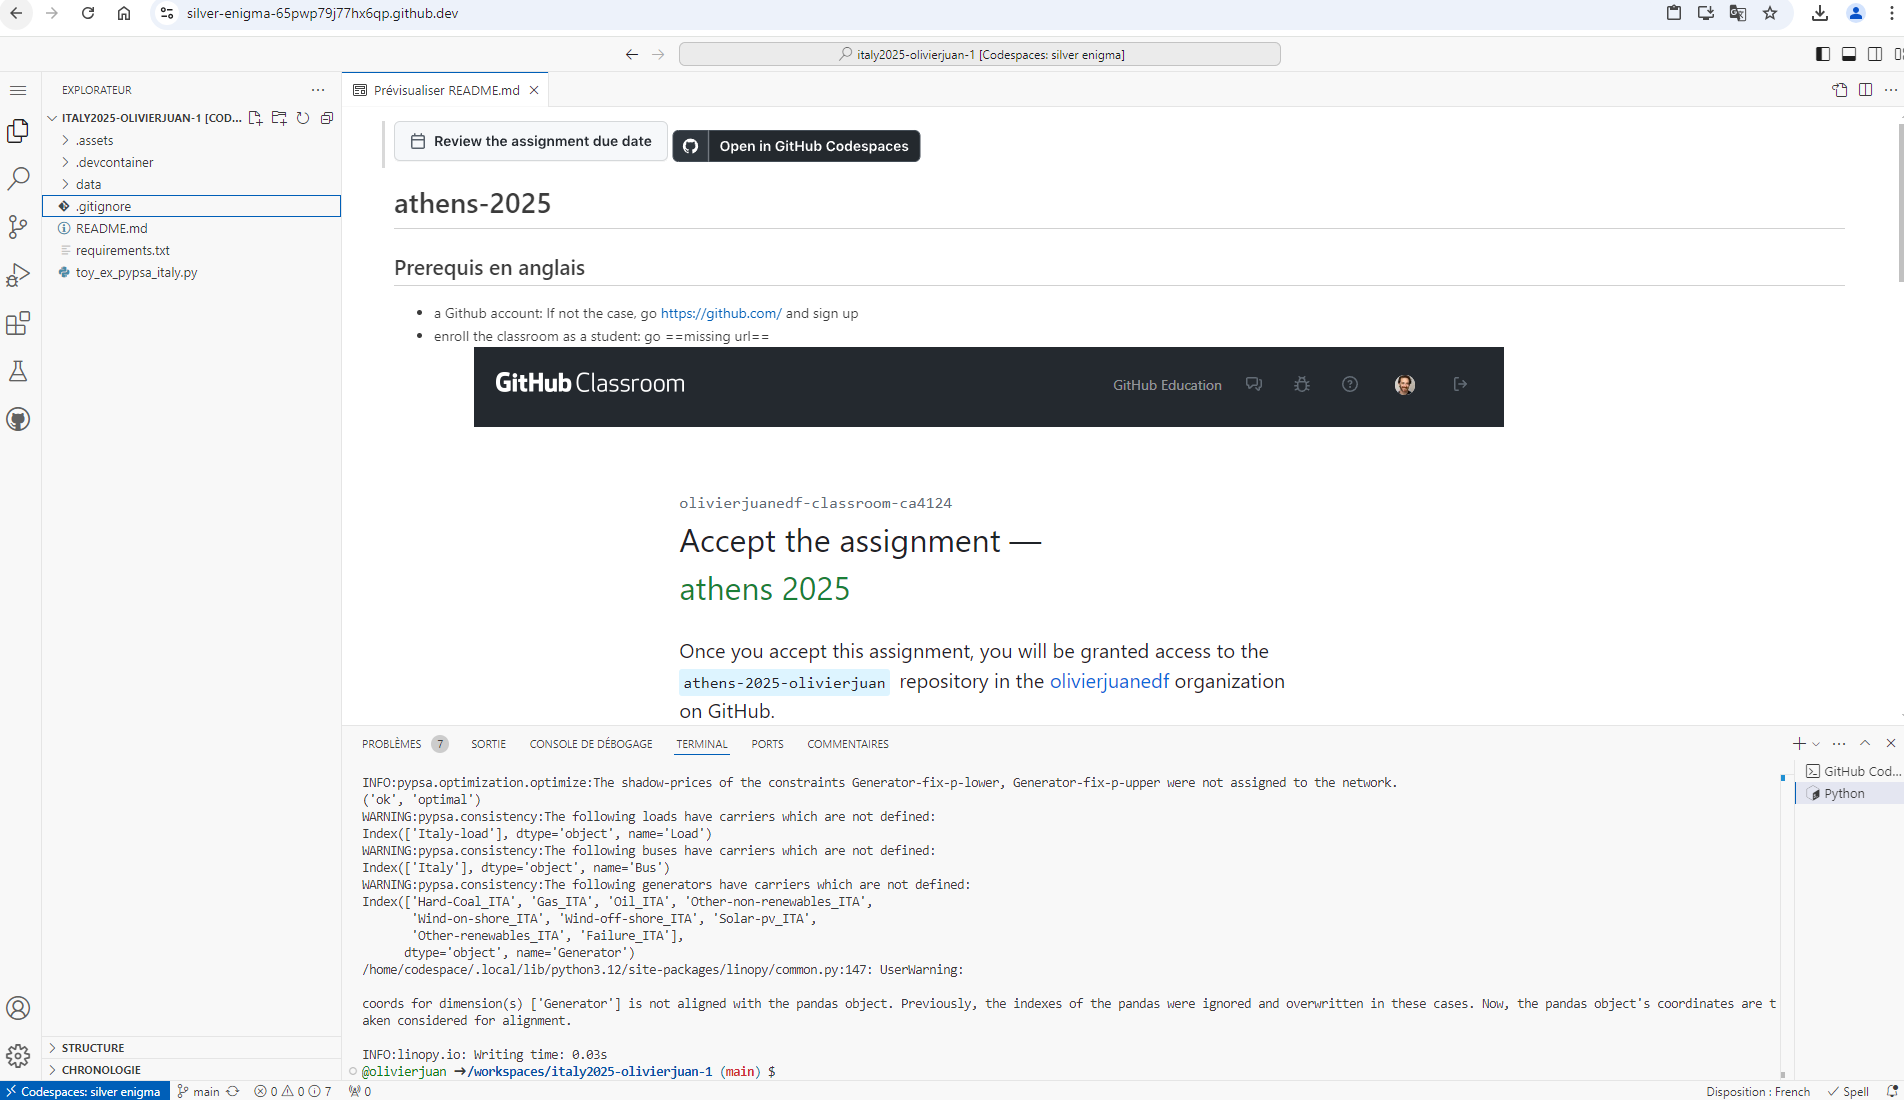 silver-enigma-65pwp79j77hx6qp.github.dev
italy2025-olivierjuan-1 [Codespaces: silver enigma]
EXPLORATEUR
ITALY2025-OLIVIERJUAN-1 [COD...
.assets
.devcontainer
data
.gitignore
README.md
requirements.txt
toy_ex_pypsa_italy.py
STRUCTURE
CHRONOLOGIE
Prévisualiser README.md
Review the assignment due date
Open in GitHub Codespaces
athens-2025
Prerequis en anglais
• a Github account: If not the case, go https://github.com/ and sign up
• enroll the classroom as a student: go ==missing url==
GitHub Classroom
GitHub Education
olivierjuanedf-classroom-ca4124
Accept the assignment —
athens 2025
Once you accept this assignment, you will be granted access to the
athens-2025-olivierjuan repository in the olivierjuanedf organization
on GitHub.
PROBLÈMES 7 SORTIE CONSOLE DE DÉBOGAGE TERMINAL PORTS COMMENTAIRES
GitHub Cod...
Python
INFO:pypsa.optimization.optimize:The shadow-prices of the constraints Generator-fix-p-lower, Generator-fix-p-upper were not assigned to the network.
('ok', 'optimal')
WARNING:pypsa.consistency:The following loads have carriers which are not defined:
Index(['Italy-load'], dtype='object', name='Load')
WARNING:pypsa.consistency:The following buses have carriers which are not defined:
Index(['Italy'], dtype='object', name='Bus')
WARNING:pypsa.consistency:The following generators have carriers which are not defined:
Index(['Hard-Coal_ITA', 'Gas_ITA', 'Oil_ITA', 'Other-non-renewables_ITA',
'Wind-on-shore_ITA', 'Wind-off-shore_ITA', 'Solar-pv_ITA',
'Other-renewables_ITA', 'Failure_ITA'],
dtype='object', name='Generator')
/home/codespace/.local/lib/python3.12/site-packages/linopy/common.py:147: UserWarning:
coords for dimension(s) ['Generator'] is not aligned with the pandas object. Previously, the indexes of the pandas were ignored and overwritten in these cases. Now, the pandas object's coordinates are t
aken considered for alignment.
INFO:linopy.io: Writing time: 0.03s
@olivierjuan ➜/workspaces/italy2025-olivierjuan-1 (main) $
Codespaces: silver enigma main 0 0 7 0
Disposition : French Spell